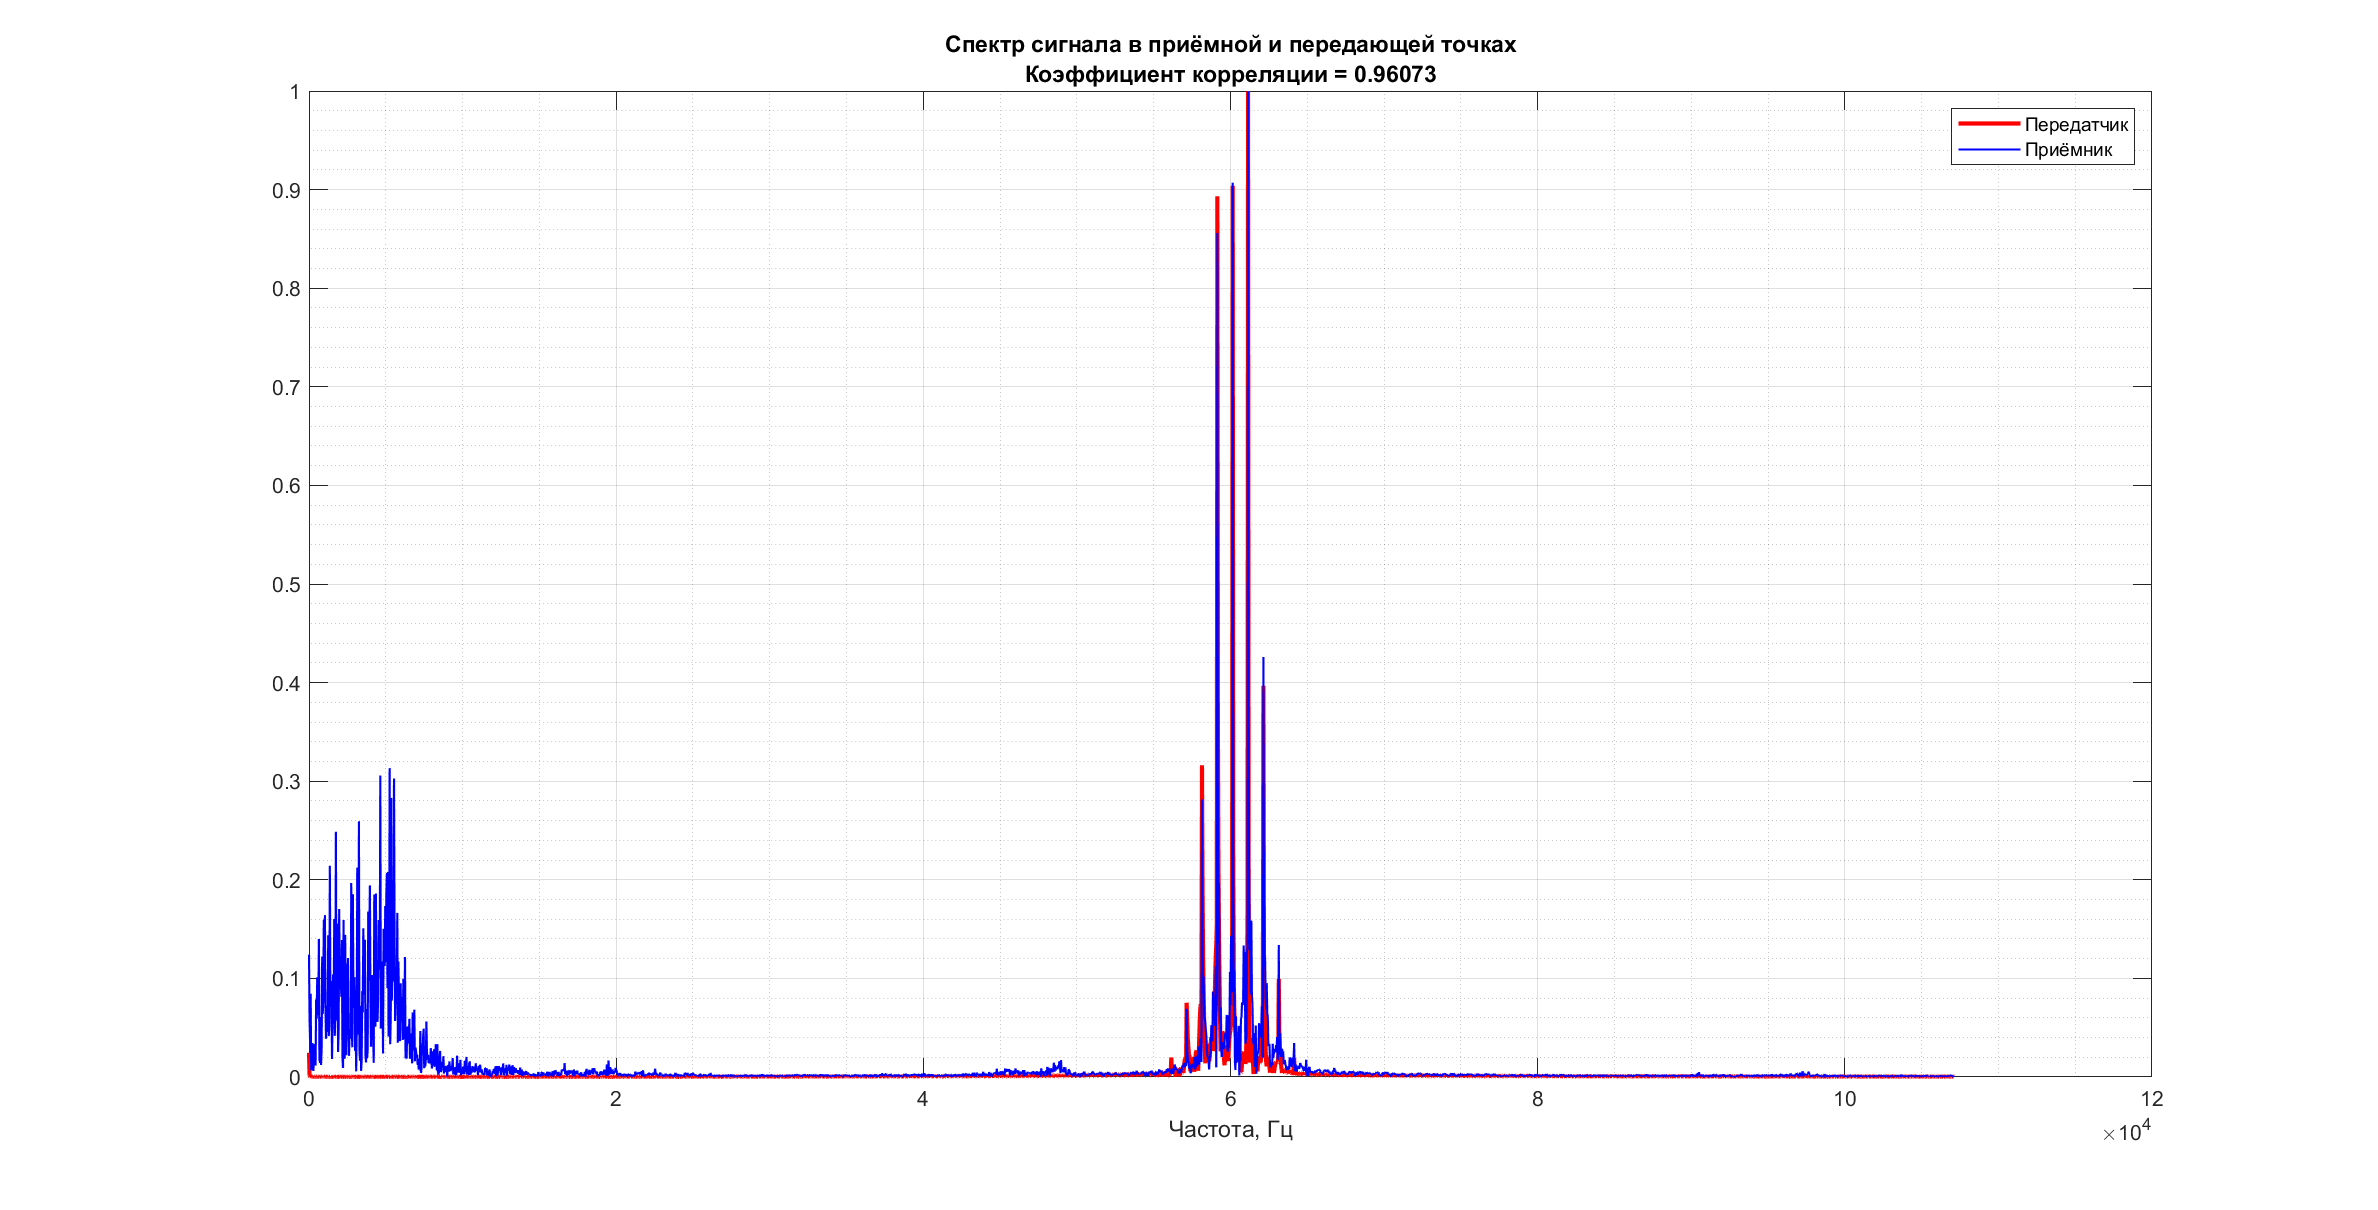 Спектр сигнала в приёмной и передающей точках
Коэффициент корреляции = 0.96073
Передатчик
Приёмник
1
0.9
0.8
0.7
0.6
0.5
0.4
0.3
0.2
0.1
0
0 2 4 6 8 10 12
Частота, Гц
×10⁴